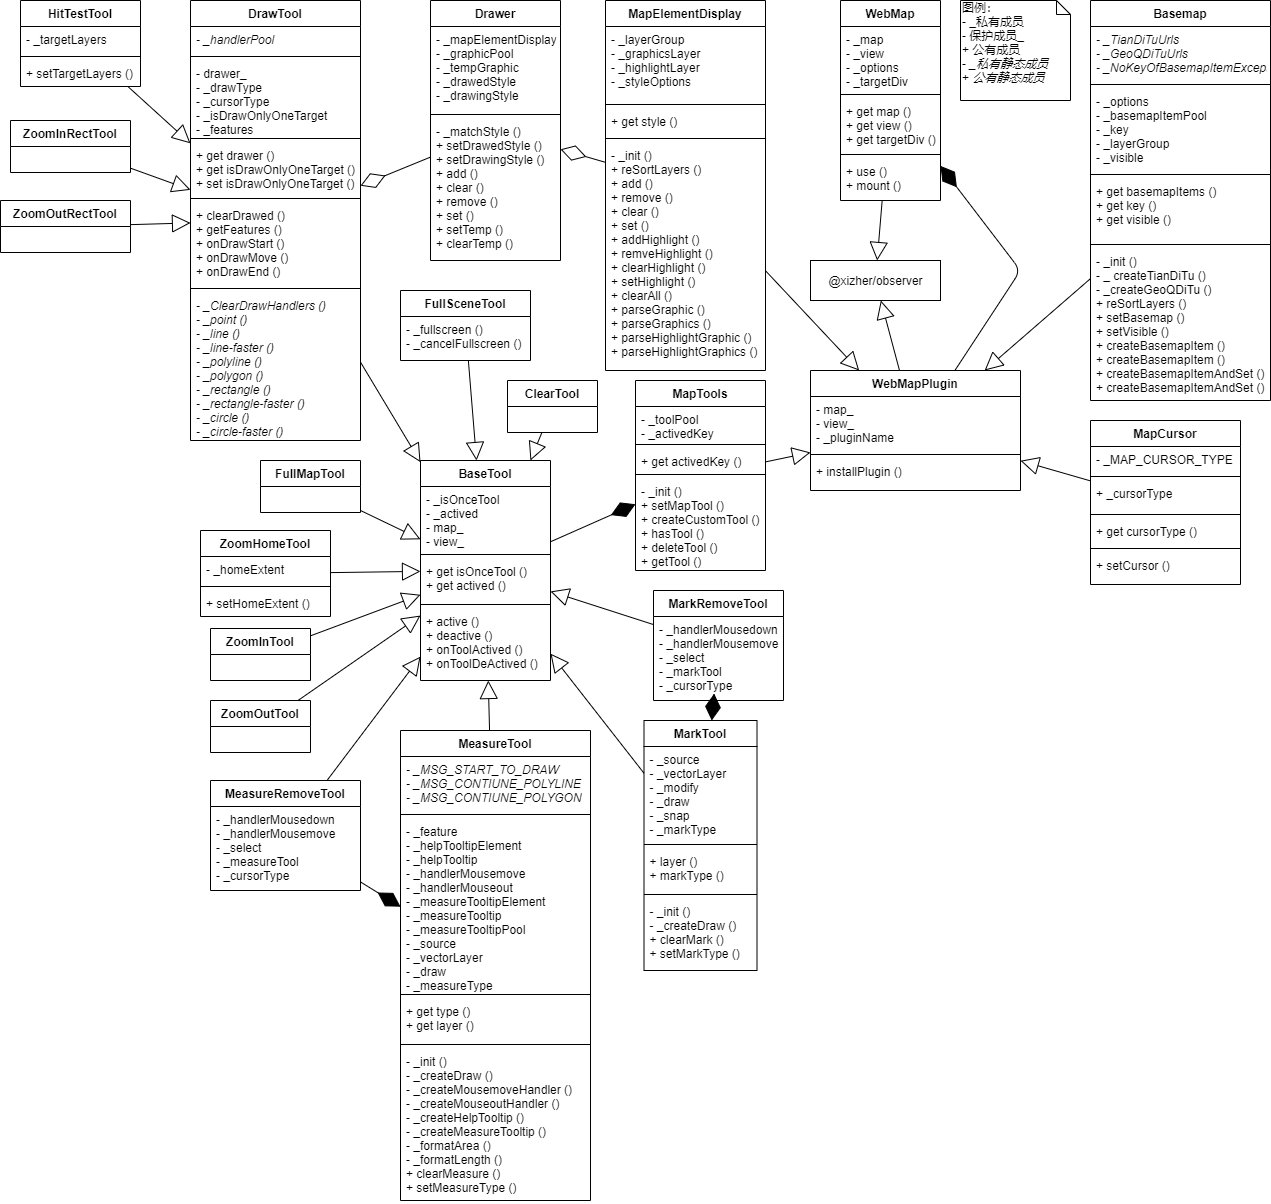 HitTestTool
- _targetLayers
+ setTargetLayers ()
ZoomInRectTool
ZoomOutRectTool
DrawTool
- _handlerPool
- drawer_
- _drawType
- _cursorType
- _isDrawOnlyOneTarget
- _features
+ get drawer ()
+ get isDrawOnlyOneTarget ()
+ set isDrawOnlyOneTarget ()
+ clearDrawed ()
+ getFeatures ()
+ onDrawStart ()
+ onDrawMove ()
+ onDrawEnd ()
- _ClearDrawHandlers ()
- _point ()
- _line ()
- _line-faster ()
- _polyline ()
- _polygon ()
- _rectangle ()
- _rectangle-faster ()
- _circle ()
- _circle-faster ()
Drawer
- _mapElementDisplay
- _graphicPool
- _tempGraphic
- _drawedStyle
- _drawingStyle
- _matchStyle ()
+ setDrawedStyle ()
+ setDrawingStyle ()
+ add ()
+ clear ()
+ remove ()
+ set ()
+ setTemp ()
+ clearTemp ()
MapElementDisplay
- _layerGroup
- _graphicsLayer
- _highlightLayer
- _styleOptions
+ get style ()
- _init ()
+ reSortLayers ()
+ add ()
+ remove ()
+ clear ()
+ set ()
+ addHighlight ()
+ remveHighlight ()
+ clearHighlight ()
+ setHighlight ()
+ clearAll ()
+ parseGraphic ()
+ parseGraphics ()
+ parseHighlightGraphic ()
+ parseHighlightGraphics ()
WebMap
- _map
- _view
- _options
- _targetDiv
+ get map ()
+ get view ()
+ get targetDiv ()
+ use ()
+ mount ()
图例：
- _私有成员
- 保护成员_
+ 公有成员
- _私有静态成员
+ 公有静态成员
Basemap
- _TianDiTuUrls
- _GeoQDiTuUrls
- _NoKeyOfBasemapItemExcep
- _options
- _basemapItemPool
- _key
- _layerGroup
- _visible
+ get basemapItems ()
+ get key ()
+ get visible ()
- _init ()
- _ createTianDiTu ()
- _createGeoQDiTu ()
+ reSortLayers ()
+ setBasemap ()
+ setVisible ()
+ createBasemapItem ()
+ createBasemapItem ()
+ createBasemapItemAndSet ()
+ createBasemapItemAndSet ()
@xizher/observer
FullSceneTool
- _fullscreen ()
- _cancelFullscreen ()
ClearTool
MapTools
- _toolPool
- _activedKey
+ get activedKey ()
- _init ()
+ setMapTool ()
+ createCustomTool ()
+ hasTool ()
+ deleteTool ()
+ getTool ()
WebMapPlugin
- map_
- view_
- _pluginName
+ installPlugin ()
MapCursor
- _MAP_CURSOR_TYPE
+ _cursorType
+ get cursorType ()
+ setCursor ()
FullMapTool
BaseTool
- _isOnceTool
- _actived
- map_
- view_
+ get isOnceTool ()
+ get actived ()
+ active ()
+ deactive ()
+ onToolActived ()
+ onToolDeActived ()
ZoomHomeTool
- _homeExtent
+ setHomeExtent ()
ZoomInTool
ZoomOutTool
MarkRemoveTool
- _handlerMousedown
- _handlerMousemove
- _select
- _markTool
- _cursorType
MarkTool
- _source
- _vectorLayer
- _modify
- _draw
- _snap
- _markType
+ layer ()
+ markType ()
- _init ()
- _createDraw ()
+ clearMark ()
+ setMarkType ()
MeasureRemoveTool
- _handlerMousedown
- _handlerMousemove
- _select
- _measureTool
- _cursorType
MeasureTool
- _MSG_START_TO_DRAW
- _MSG_CONTIUNE_POLYLINE
- _MSG_CONTIUNE_POLYGON
- _feature
- _helpTooltipElement
- _helpTooltip
- _handlerMousemove
- _handlerMouseout
- _measureTooltipElement
- _measureTooltip
- _measureTooltipPool
- _source
- _vectorLayer
- _draw
- _measureType
+ get type ()
+ get layer ()
- _init ()
- _createDraw ()
- _createMousemoveHandler ()
- _createMouseoutHandler ()
- _createHelpTooltip ()
- _createMeasureTooltip ()
- _formatArea ()
- _formatLength ()
+ clearMeasure ()
+ setMeasureType ()